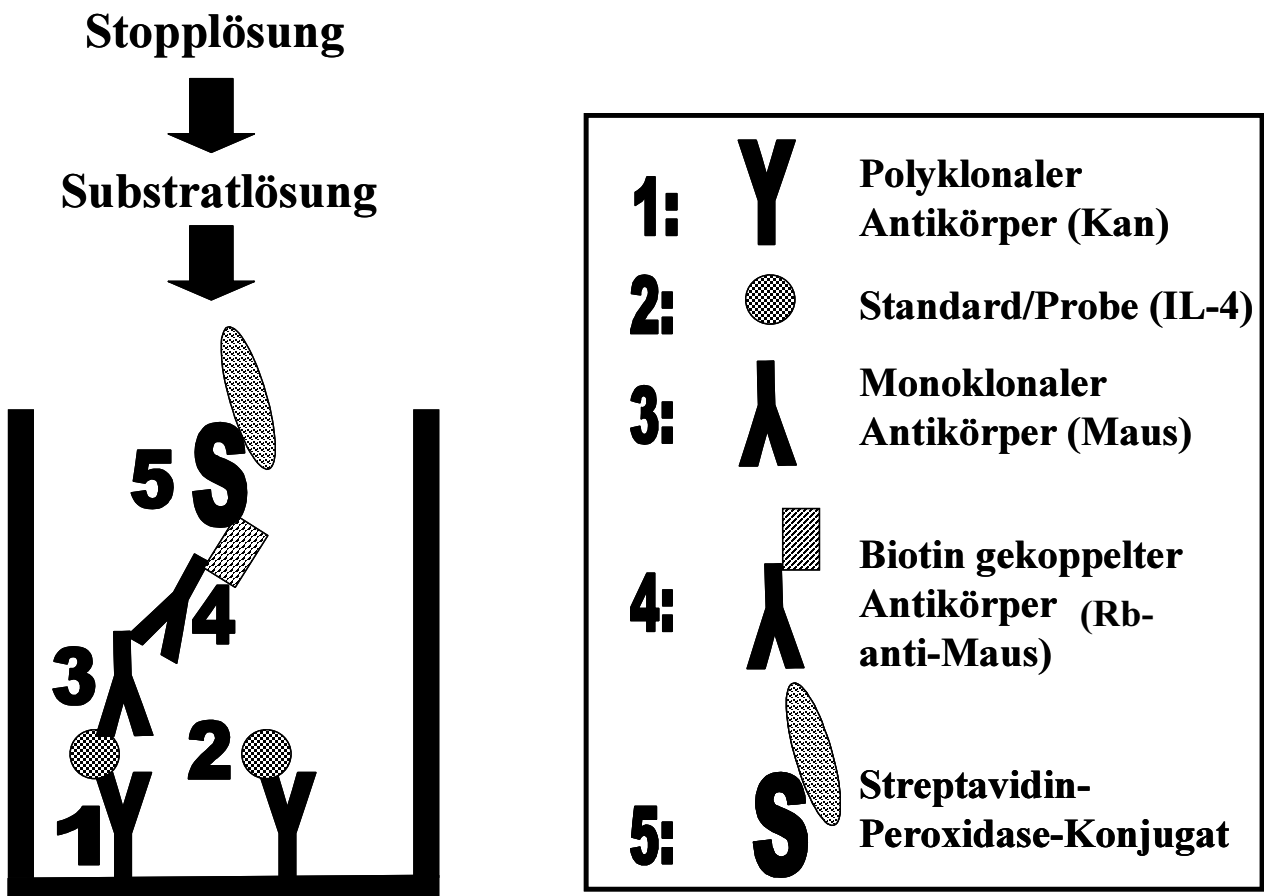 Stopplösung
Substratlösung
5
4
3
2
1
1: Polyklonaler
Antikörper (Kan)
2: Standard/Probe (IL-4)
3: Monoklonaler
Antikörper (Maus)
4: Biotin gekoppelter
Antikörper (Rb-
anti-Maus)
5: Streptavidin-
Peroxidase-Konjugat
S
S